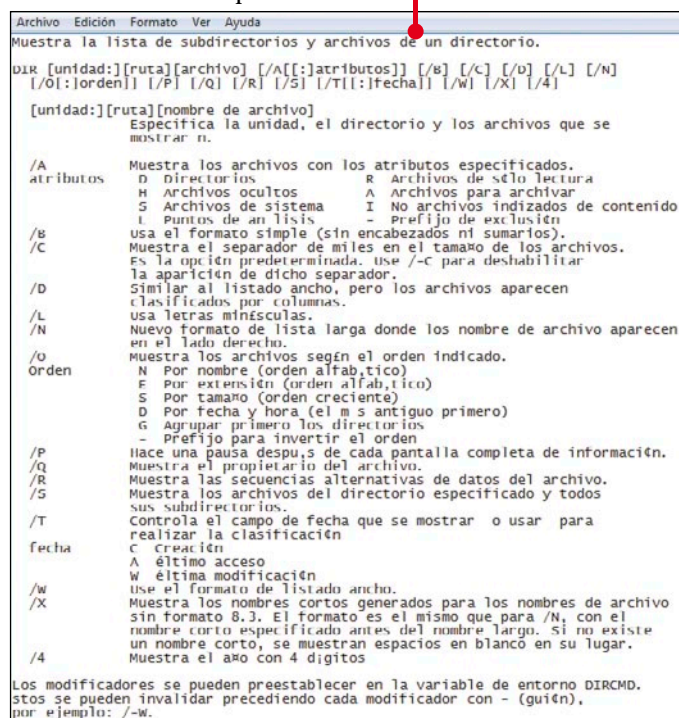 Archivo Edición Formato Ver Ayuda
Muestra la lista de subdirectorios y archivos de un directorio.
DIR [unidad:][ruta][archivo] [/A[[:]atributos]] [/B] [/C] [/D] [/L] [/N]
[/O[:]orden]] [/P] [/Q] [/R] [/S] [/T[[:]fecha]] [/W] [/X] [/4]
[unidad:][ruta][nombre de archivo]
Especifica la unidad, el directorio y los archivos que se
mostrar n.
/A Muestra los archivos con los atributos especificados.
atributos D Directorios R Archivos de s¢lo lectura
H Archivos ocultos A Archivos para archivar
S Archivos de sistema I No archivos indizados de contenido
L Puntos de an lisis - Prefijo de exclusi¢n
/B Usa el formato simple (sin encabezados ni sumarios).
/C Muestra el separador de miles en el tama¤o de los archivos.
Es la opci¢n predeterminada. Use /-C para deshabilitar
la aparici¢n de dicho separador.
/D Similar al listado ancho, pero los archivos aparecen
clasificados por columnas.
/L Usa letras min£sculas.
/N Nuevo formato de lista larga donde los nombre de archivo aparecen
en el lado derecho.
/O Muestra los archivos seg£n el orden indicado.
Orden N Por nombre (orden alfab‚tico)
E Por extensi¢n (orden alfab‚tico)
S Por tama¤o (orden creciente)
D Por fecha y hora (el m s antiguo primero)
G Agrupar primero los directorios
- Prefijo para invertir el orden
/P Hace una pausa despu‚s de cada pantalla completa de informaci¢n.
/Q Muestra el propietario del archivo.
/R Muestra las secuencias alternativas de datos del archivo.
/S Muestra los archivos del directorio especificado y todos
sus subdirectorios.
/T Controla el campo de fecha que se mostrar  o usar  para
realizar la clasificaci¢n
fecha C Creaci¢n
A éltimo acceso
W éltima modificaci¢n
/W Use el formato de listado ancho.
/X Muestra los nombres cortos generados para los nombres de archivo
sin formato 8.3. El formato es el mismo que para /N, con el
nombre corto especificado antes del nombre largo. Si no existe
un nombre corto, se muestran espacios en blanco en su lugar.
/4 Muestra el a¤o con 4 d¡gitos
Los modificadores se pueden preestablecer en la variable de entorno DIRCMD.
stos se pueden invalidar precediendo cada modificador con - (gui¢n),
por ejemplo: /-W.